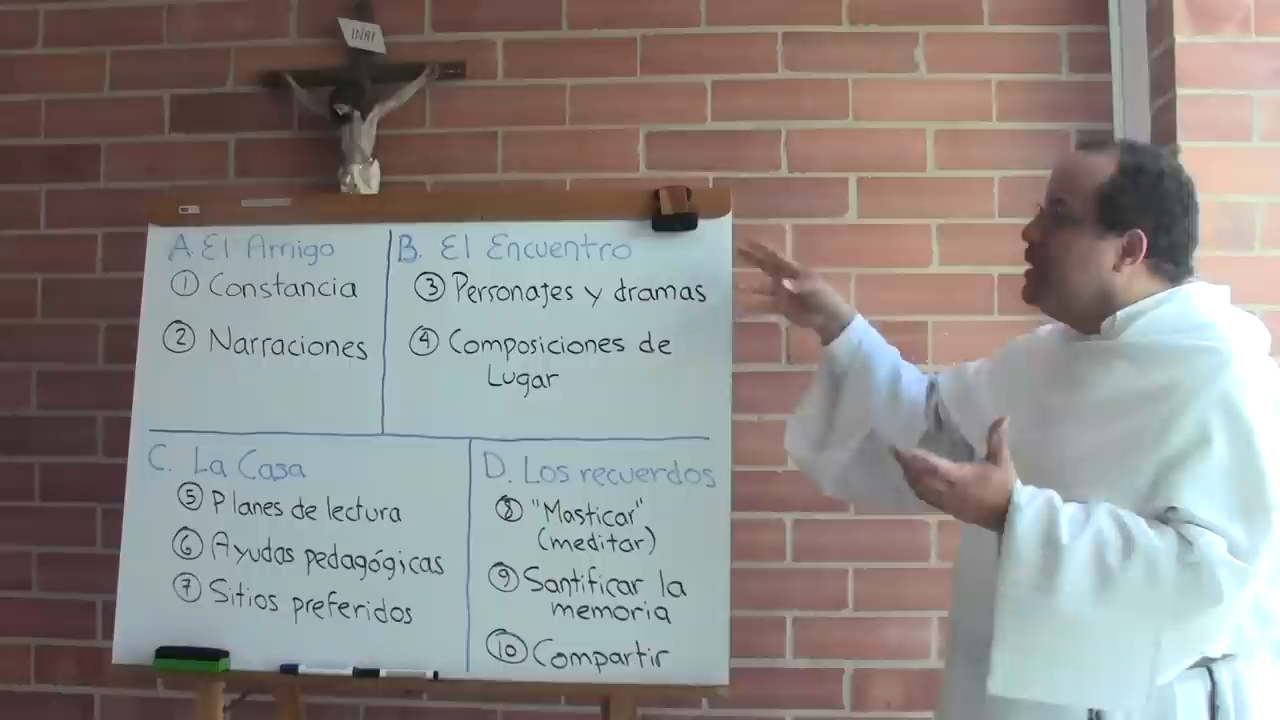 INRI
A. El Amigo
① Constancia
② Narraciones
B. El Encuentro
③ Personajes y dramas
④ Composiciones de
Lugar
C. La Casa
⑤ Planes de lectura
⑥ Ayudas pedagógicas
⑦ Sitios preferidos
D. Los recuerdos
⑧ "Masticar"
(meditar)
⑨ Santificar la
memoria
⑩ Compartir